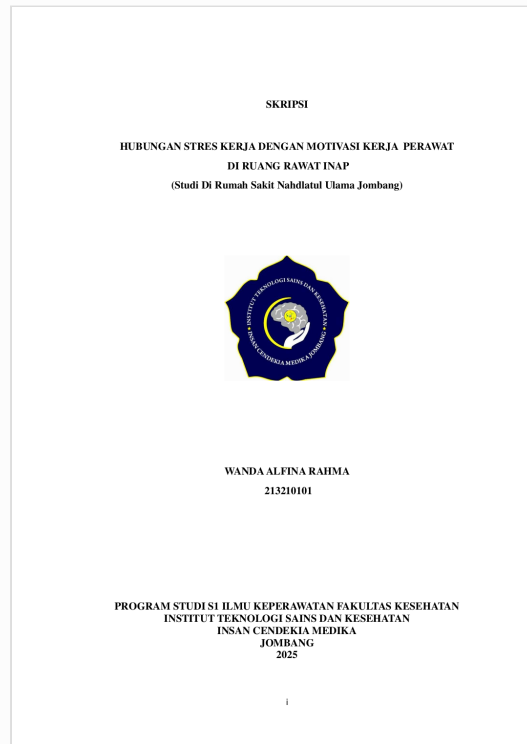 SKRIPSI
HUBUNGAN STRES KERJA DENGAN MOTIVASI KERJA PERAWAT
DI RUANG RAWAT INAP
(Studi Di Rumah Sakit Nahdlatul Ulama Jombang)
INSTITUT TEKNOLOGI SAINS DAN KESEHATAN
INSAN CENDEKIA MEDIKA JOMBANG
WANDA ALFINA RAHMA
213210101
PROGRAM STUDI S1 ILMU KEPERAWATAN FAKULTAS KESEHATAN
INSTITUT TEKNOLOGI SAINS DAN KESEHATAN
INSAN CENDEKIA MEDIKA
JOMBANG
2025
i